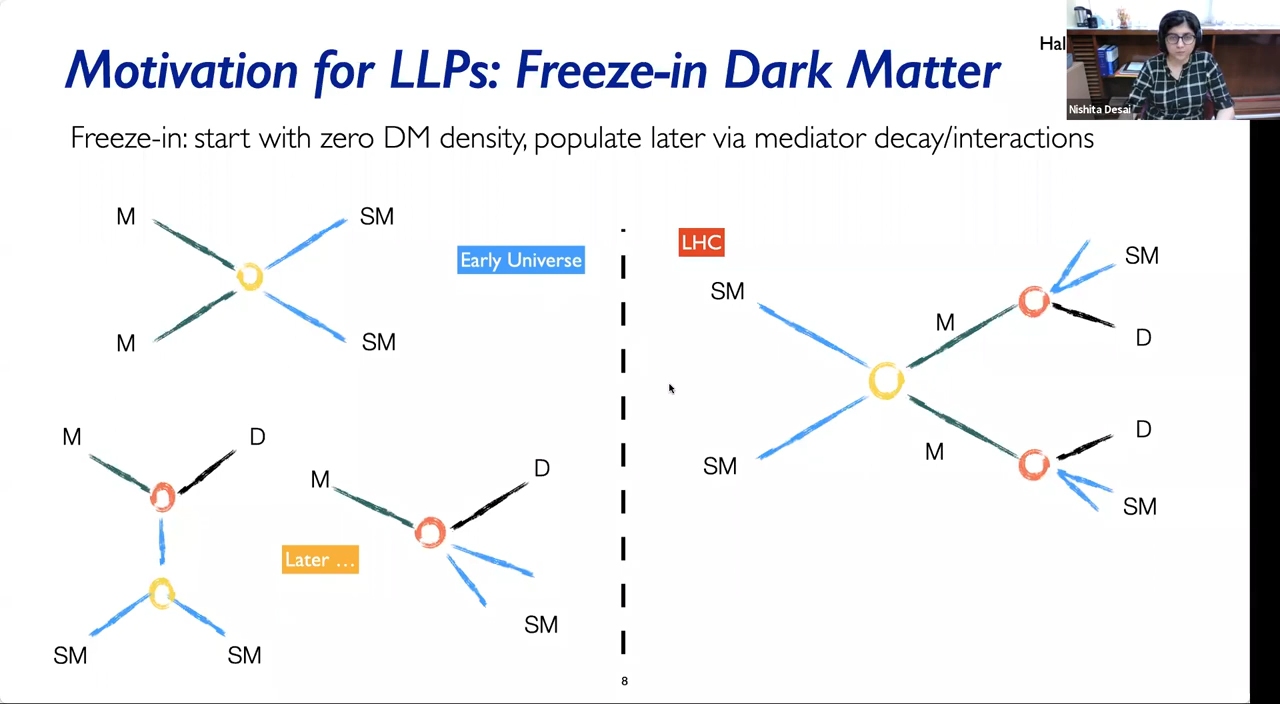 Motivation for LLPs: Freeze-in Dark Matter
Hal
Nishita Desai
Freeze-in: start with zero DM density, populate later via mediator decay/interactions
M
SM
Early Universe
M
SM
M
D
M
D
Later ...
SM
SM
SM
LHC
SM
SM
M
D
M
D
SM
SM
8